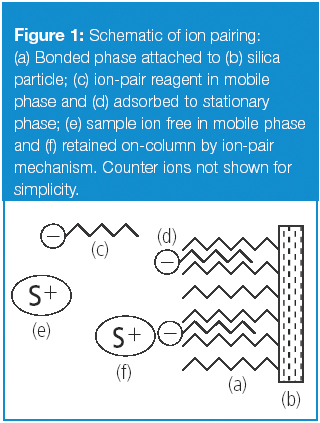 Figure 1: Schematic of ion pairing:
(a) Bonded phase attached to (b) silica
particle; (c) ion-pair reagent in mobile
phase and (d) adsorbed to stationary
phase; (e) sample ion free in mobile phase
and (f) retained on-column by ion-pair
mechanism. Counter ions not shown for
simplicity.
−
(c)
(d)
−
S+
(e)
S+
−
(f)
(a)
(b)